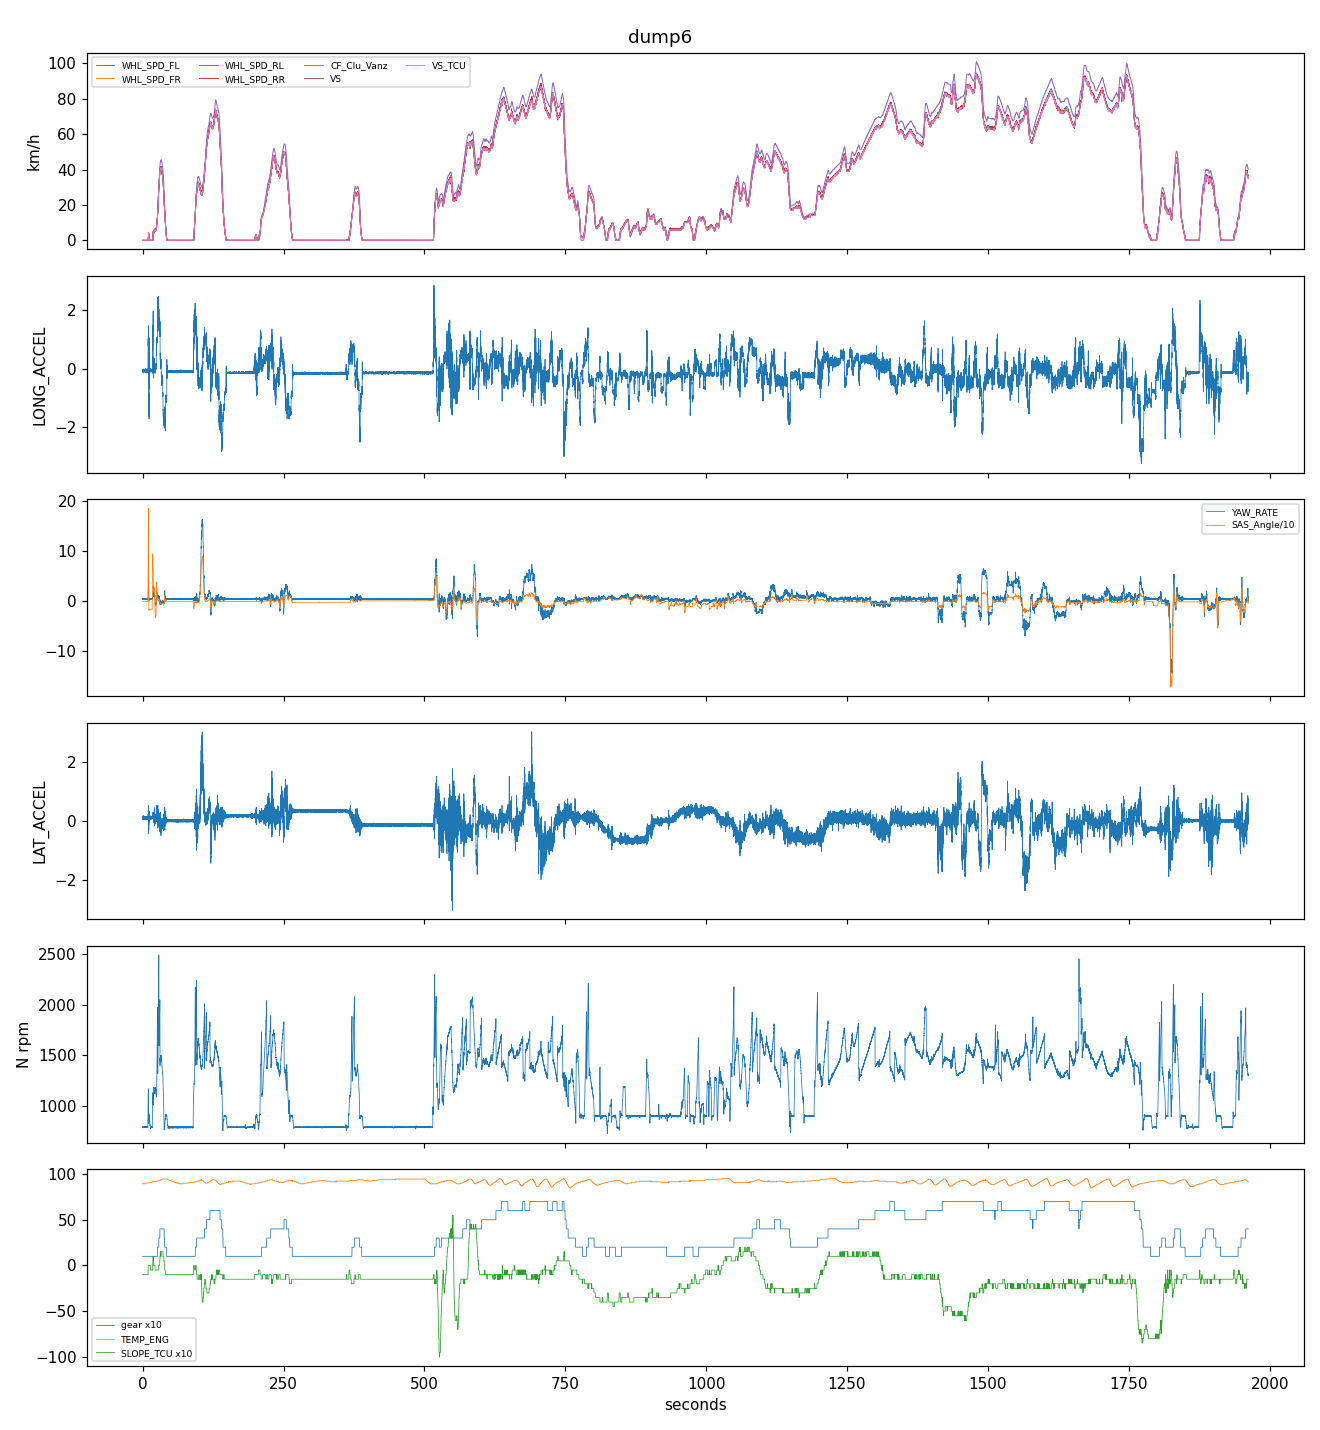 dump6
WHL_SPD_FL WHL_SPD_RL CF_Clu_Vanz VS_TCU
WHL_SPD_FR WHL_SPD_RR VS
km/h
100
80
60
40
20
0
LONG_ACCEL
2
0
−2
YAW_RATE
SAS_Angle/10
20
10
0
−10
LAT_ACCEL
2
0
−2
N rpm
2500
2000
1500
1000
100
50
0
−50
−100
gear x10
TEMP_ENG
SLOPE_TCU x10
0 250 500 750 1000 1250 1500 1750 2000
seconds